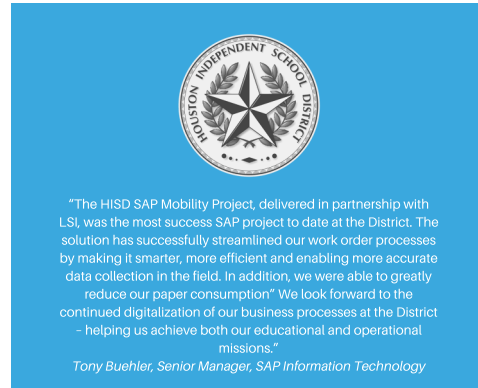 HOUSTON INDEPENDENT SCHOOL DISTRICT
“The HISD SAP Mobility Project, delivered in partnership with
LSI, was the most success SAP project to date at the District. The
solution has successfully streamlined our work order processes
by making it smarter, more efficient and enabling more accurate
data collection in the field. In addition, we were able to greatly
reduce our paper consumption” We look forward to the
continued digitalization of our business processes at the District
– helping us achieve both our educational and operational
missions.”
Tony Buehler, Senior Manager, SAP Information Technology